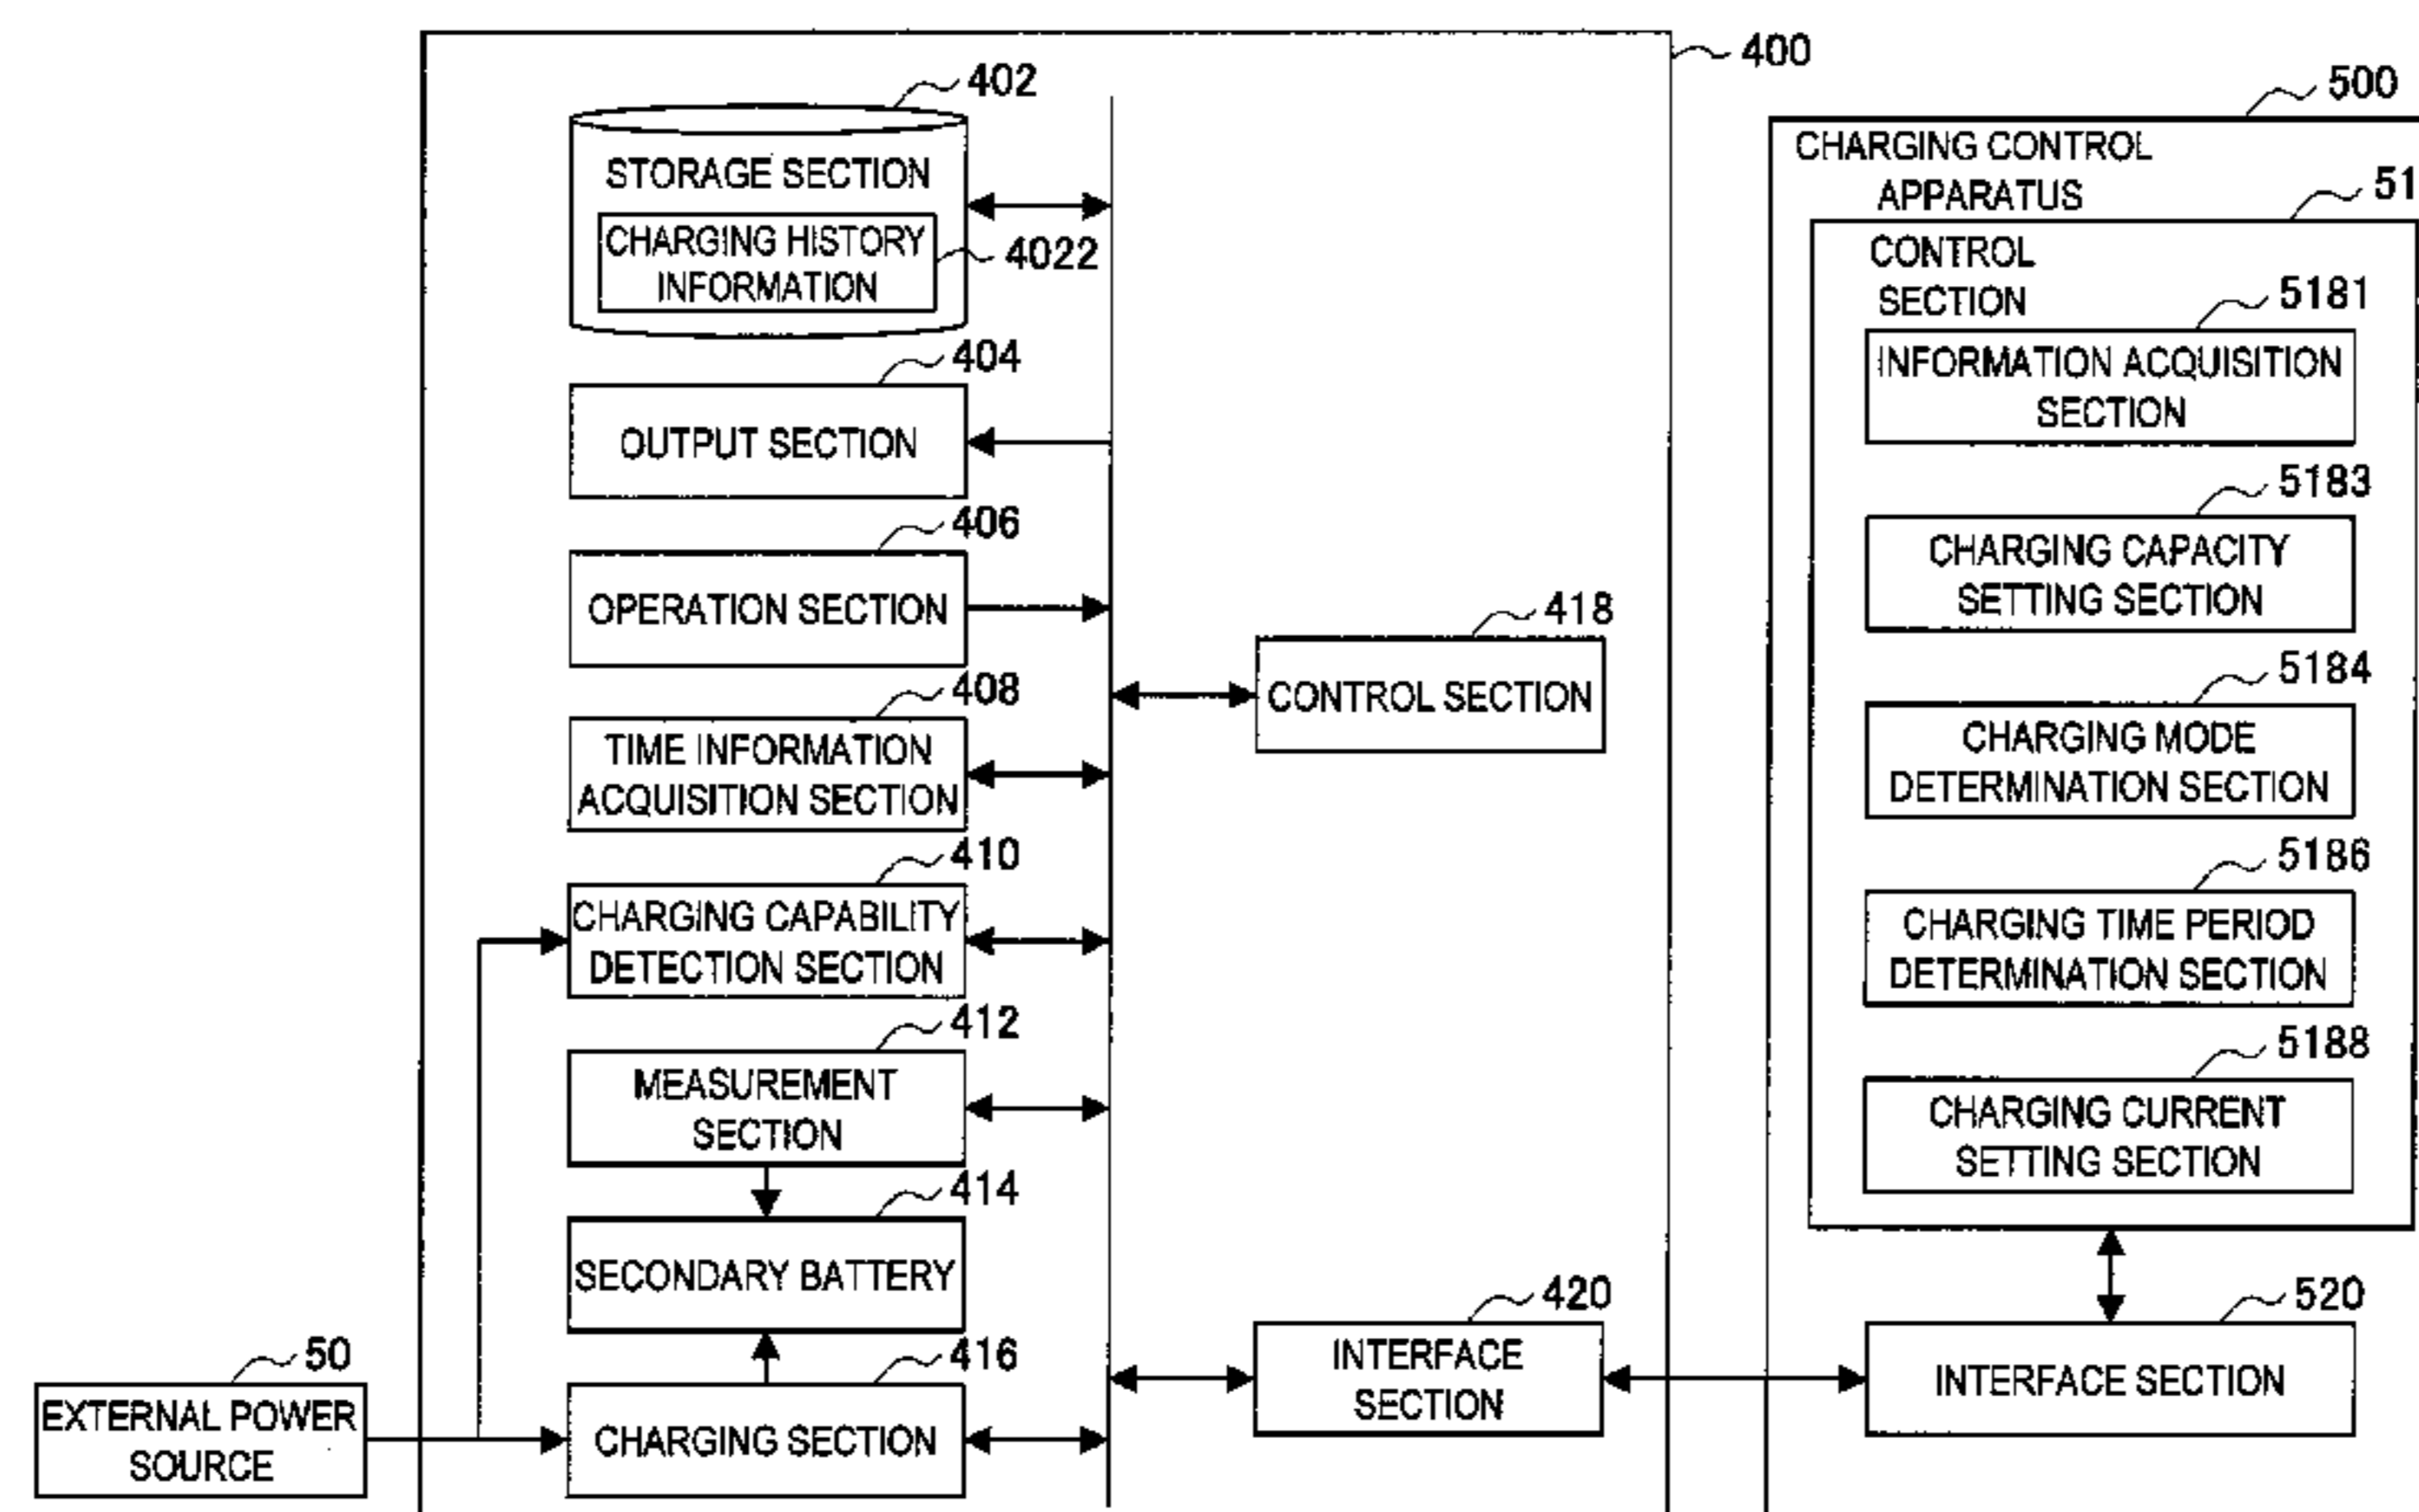 400
402
STORAGE SECTION
CHARGING HISTORY
INFORMATION
4022
404
OUTPUT SECTION
406
OPERATION SECTION
408
TIME INFORMATION
ACQUISITION SECTION
410
CHARGING CAPABILITY
DETECTION SECTION
412
MEASUREMENT
SECTION
414
SECONDARY BATTERY
416
CHARGING SECTION
50
EXTERNAL POWER
SOURCE
418
CONTROL SECTION
420
INTERFACE
SECTION
500
CHARGING CONTROL
APPARATUS
51
CONTROL
SECTION
5181
INFORMATION ACQUISITION
SECTION
5183
CHARGING CAPACITY
SETTING SECTION
5184
CHARGING MODE
DETERMINATION SECTION
5186
CHARGING TIME PERIOD
DETERMINATION SECTION
5188
CHARGING CURRENT
SETTING SECTION
520
INTERFACE SECTION